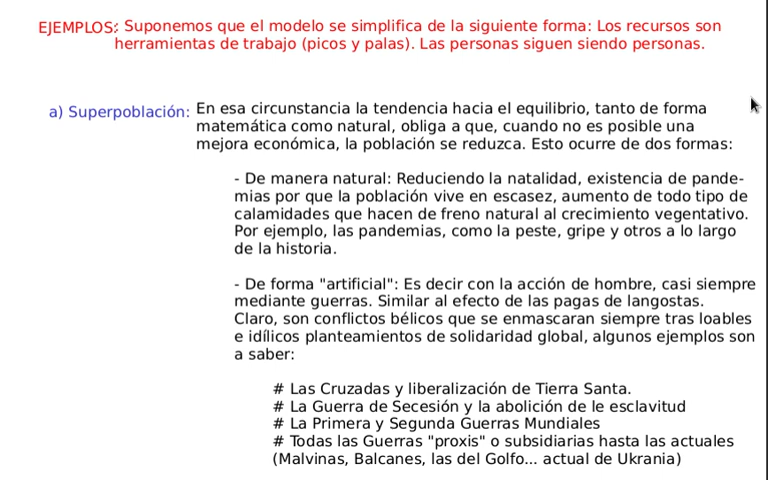 EJEMPLOS: Suponemos que el modelo se simplifica de la siguiente forma: Los recursos son
herramientas de trabajo (picos y palas). Las personas siguen siendo personas.
a) Superpoblación: En esa circunstancia la tendencia hacia el equilibrio, tanto de forma
matemática como natural, obliga a que, cuando no es posible una
mejora económica, la población se reduzca. Esto ocurre de dos formas:
- De manera natural: Reduciendo la natalidad, existencia de pande-
mias por que la población vive en escasez, aumento de todo tipo de
calamidades que hacen de freno natural al crecimiento vegentativo.
Por ejemplo, las pandemias, como la peste, gripe y otros a lo largo
de la historia.
- De forma "artificial": Es decir con la acción de hombre, casi siempre
mediante guerras. Similar al efecto de las pagas de langostas.
Claro, son conflictos bélicos que se enmascaran siempre tras loables
e idílicos planteamientos de solidaridad global, algunos ejemplos son
a saber:
# Las Cruzadas y liberalización de Tierra Santa.
# La Guerra de Secesión y la abolición de le esclavitud
# La Primera y Segunda Guerras Mundiales
# Todas las Guerras "proxis" o subsidiarias hasta las actuales
(Malvinas, Balcanes, las del Golfo... actual de Ukrania)